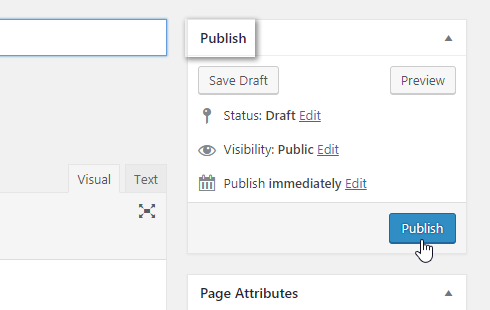 Publish
Save Draft Preview
Status: Draft Edit
Visibility: Public Edit
Publish immediately Edit
Visual Text
Publish
Page Attributes